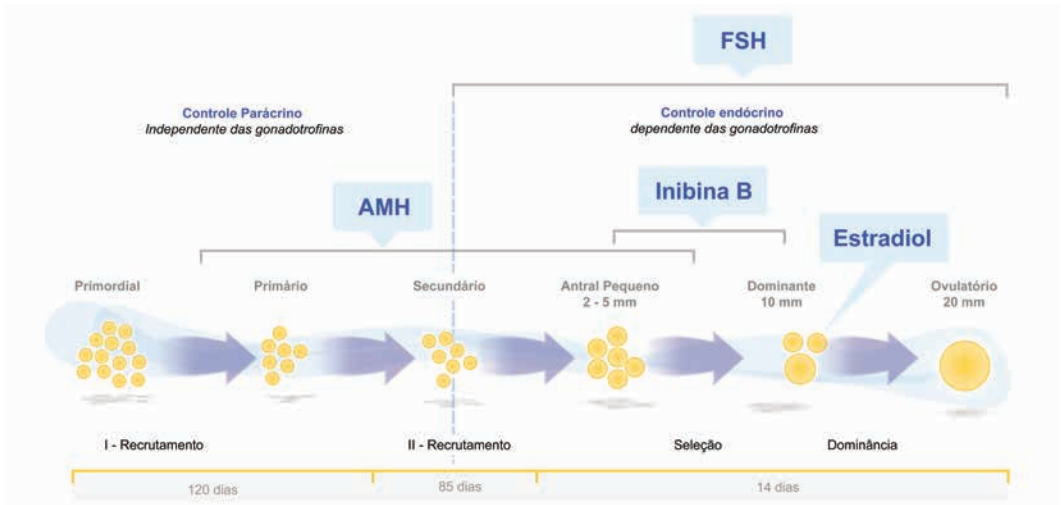 FSH
Controle Parácrino
Independente das gonadotrofinas
Controle endócrino
dependente das gonadotrofinas
AMH
Inibina B
Estradiol
Primordial
Primário
Secundário
Antral Pequeno
2 - 5 mm
Dominante
10 mm
Ovulatório
20 mm
I - Recrutamento
II - Recrutamento
Seleção
Dominância
120 dias
85 dias
14 dias